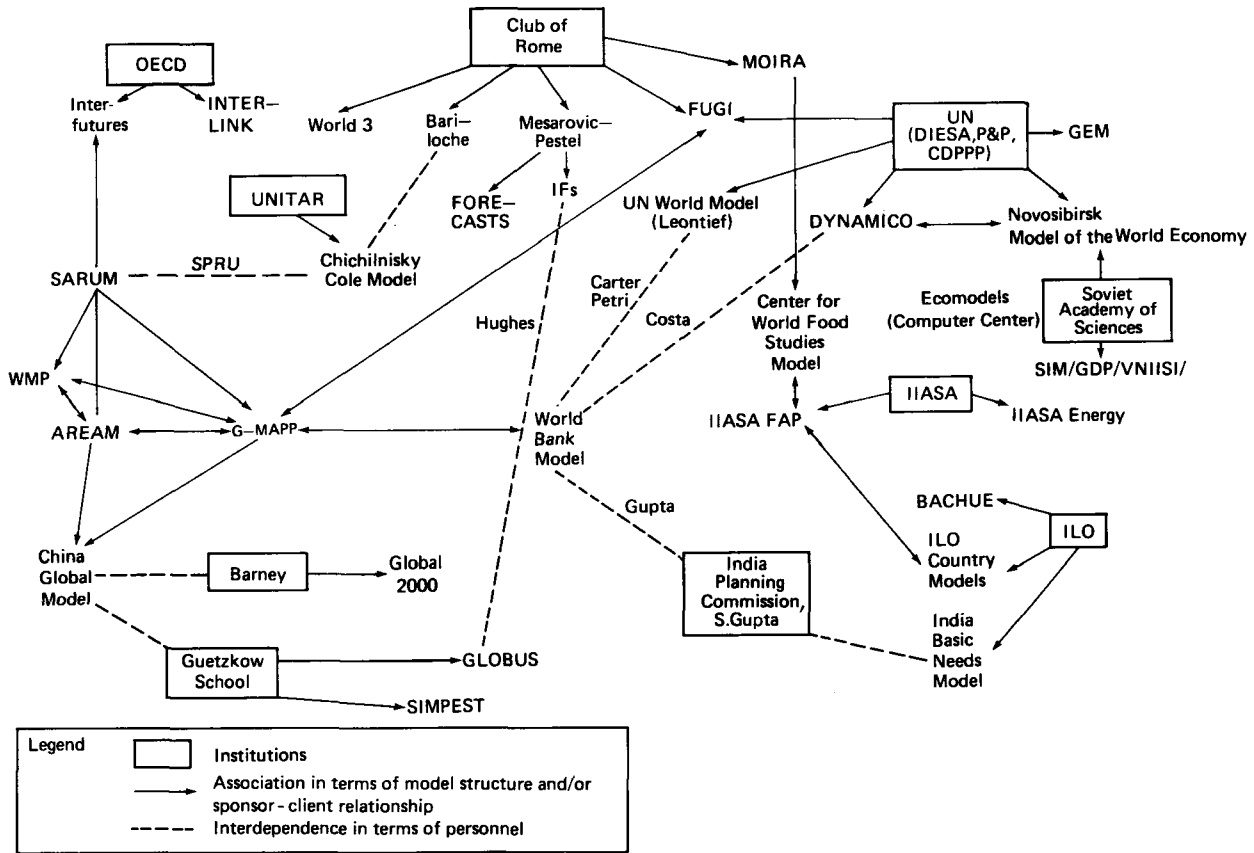 Club of
Rome
OECD
MOIRA
Inter-
futures
INTER—
LINK
World 3
Bari—
loche
Mesarovic—
Pestel
FUGI
UN
(DIESA,P&P,
CDPPP)
GEM
UNITAR
FORE—
CASTS
IFs
UN World Model
(Leontief)
DYNAMICO
Novosibirsk
Model of the World Economy
SARUM
SPRU
Chichilnisky
Cole Model
Carter
Petri
Costa
Hughes
Center for
World Food
Studies
Model
Ecomodels
(Computer Center)
Soviet
Academy of
Sciences
SIM/GDP/VNIISI/
WMP
AREAM
G—MAPP
World
Bank
Model
IIASA FAP
IIASA
IIASA Energy
Gupta
BACHUE
ILO
ILO
Country
Models
China
Global
Model
Barney
Global
2000
India
Planning
Commission,
S.Gupta
India
Basic
Needs
Model
Guetzkow
School
GLOBUS
SIMPEST
Legend
Institutions
Association in terms of model structure and/or
sponsor - client relationship
Interdependence in terms of personnel